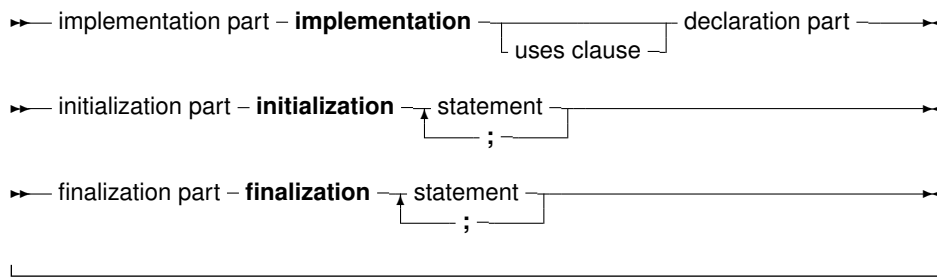 implementation part implementation declaration part
uses clause
initialization part initialization statement
;
finalization part finalization statement
;